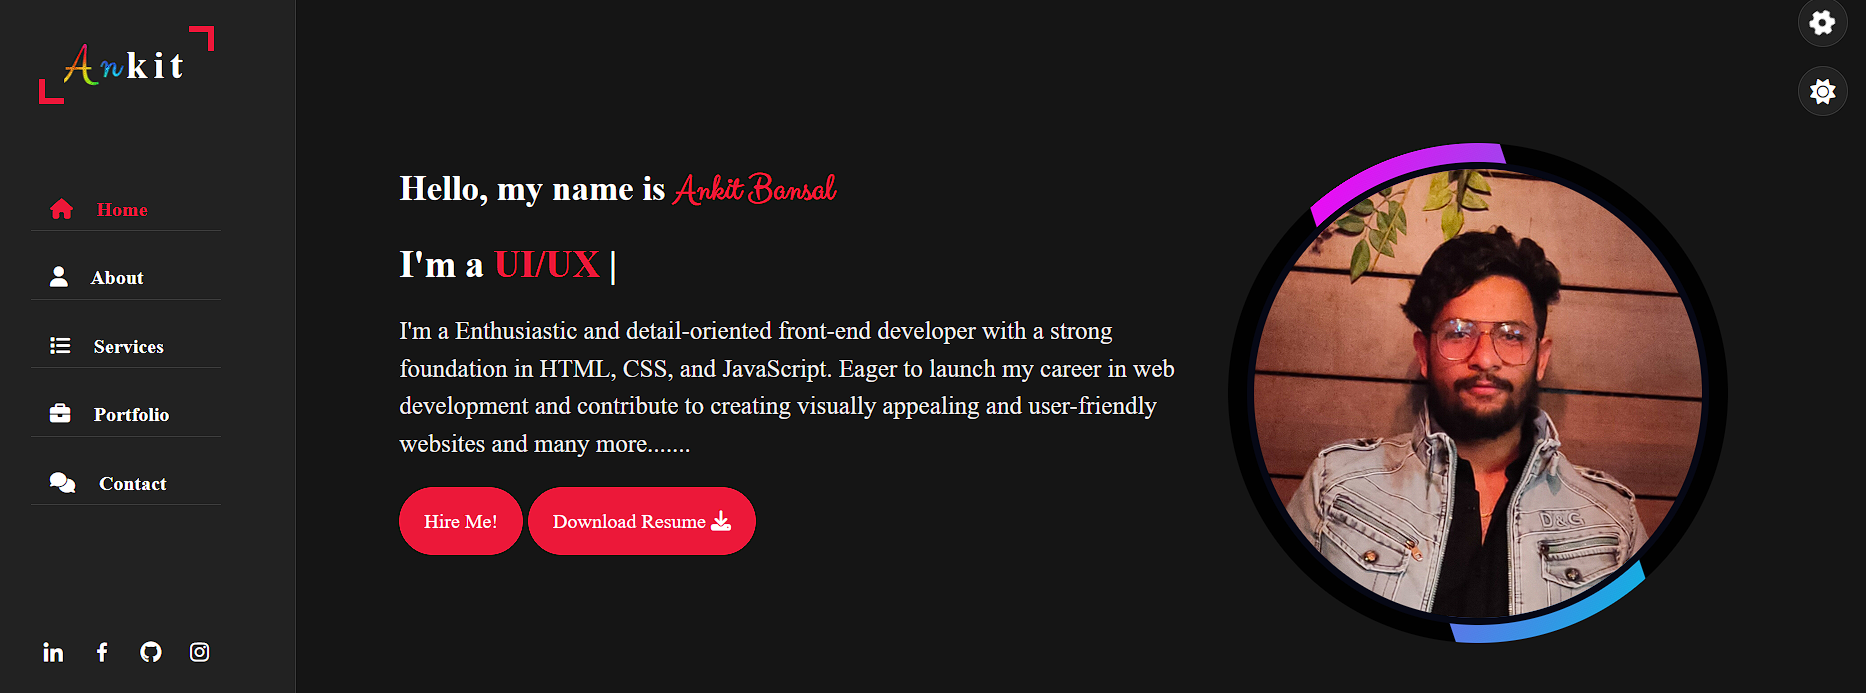 Ankit
Home
About
Services
Portfolio
Contact
Hello, my name is Ankit Bansal
I'm a UI/UX |
I'm a Enthusiastic and detail-oriented front-end developer with a strong
foundation in HTML, CSS, and JavaScript. Eager to launch my career in web
development and contribute to creating visually appealing and user-friendly
websites and many more.......
Hire Me! Download Resume
D&G